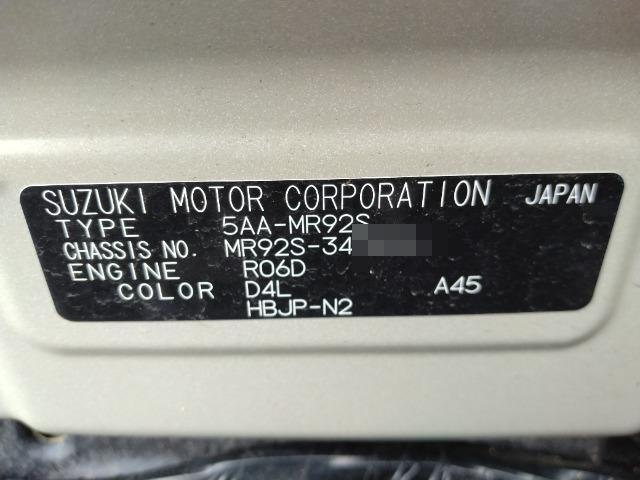 SUZUKI MOTOR CORPORATION JAPAN
TYPE 5AA-MR92S
CHASSIS NO. MR92S-34
ENGINE R06D
COLOR D4L A45
HBJP-N2